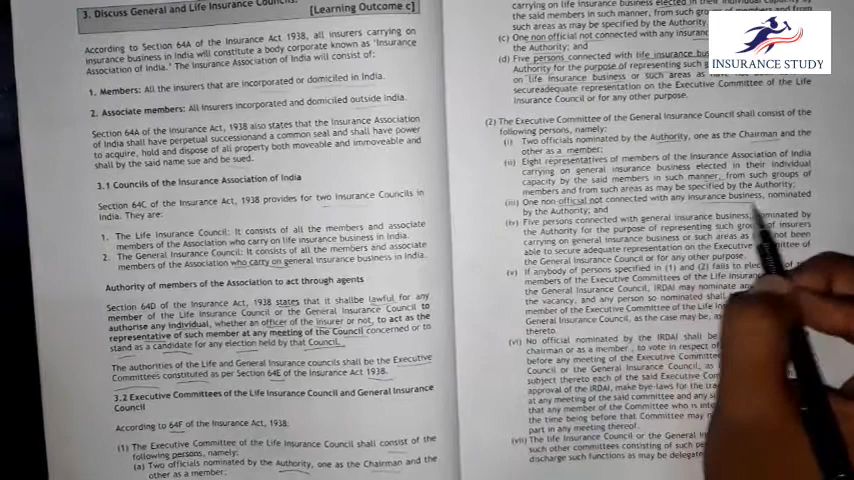 3. Discuss General and Life Insurance Councils.
[Learning Outcome c]
According to Section 64A of the Insurance Act 1938, all insurers carrying on
insurance business in India will constitute a body corporate known as "Insurance
Association of India." The Insurance Association of India will consist of:
1. Members: All the insurers that are incorporated or domiciled in India.
2. Associate members: All insurers incorporated and domiciled outside India.
Section 64A of the Insurance Act, 1938 also states that the Insurance Association
of India shall have perpetual successionand a common seal and shall have power
to acquire, hold and dispose of all property both moveable and immoveable and
shall by the said name sue and be sued.
3.1 Councils of the Insurance Association of India
Section 64C of the Insurance Act, 1938 provides for two Insurance Councils in
India. They are:
1. The Life Insurance Council: It consists of all the members and associate
members of the Association who carry on life insurance business in India.
2. The General Insurance Council: It consists of all the members and associate
members of the Association who carry on general insurance business in India.
Authority of members of the Association to act through agents
Section 64D of the Insurance Act, 1938 states that it shallbe lawful for any
member of the Life Insurance Council or the General Insurance Council to
authorise any individual, whether an officer of the insurer or not, to act as the
representative of such member at any meeting of the Council concerned or to
stand as a candidate for any election held by that Council.
The authorities of the Life and General Insurance councils shall be the Executive
Committees constituted as per Section 64E of the Insurance Act 1938.
3.2 Executive Committees of the Life Insurance Council and General Insurance
Council
According to 64F of the Insurance Act, 1938:
(1) The Executive Committee of the Life Insurance Council shall consist of the
following persons, namely:
(a) Two officials nominated by the Authority, one as the Chairman and the
other as a member;
carrying on life insurance business elected in their individual
the said members in such manner, from such
such areas as may be specified by the Authority
(c) One non-official not connected with any
the Authority; and
(d) Five persons connected with life insurance
Authority for the purpose of representing such
on life insurance business or such areas as
secureadequate representation on the Executive Committee of the Life
Insurance Council or for any other purpose.
INSURANCE STUDY
(2) The Executive Committee of the General Insurance Council shall consist of the
following persons, namely:
(i) Two officials nominated by the Authority, one as the Chairman and the
other as a member;
(ii) Eight representatives of members of the Insurance Association of India
carrying on general insurance business elected in their individual
capacity by the said members in such manner, from such groups of
members and from such areas as may be specified by the Authority;
(iii) One non-official not connected with any insurance business, nominated
by the Authority; and
(iv) Five persons connected with general insurance business, nominated by
the Authority for the purpose of representing such of insurers
carrying on general insurance business or such areas as not been
able to secure adequate representation on the Executive Committee of
the General Insurance Council or for any other purpose.
(v) If anybody of persons specified in (1) and (2) fails to
members of the Executive Committees of the Life
the General Insurance Council, IRDAI may nominate
the vacancy, and any person so nominated shall
member of the Executive Committee of the Life
General Insurance Council, as the case may be,
thereto.
(vi) No official nominated by the IRDAI shall be
chairman or as a member, to vote in respect of
before any meeting of the Executive Committee
Council or the General Insurance Council,
subject thereto each of the said Executive
approval of the IRDAI, make bye-laws for the
at any meeting of the said committee and any
that any member of the Committee who is
the time being before that Committee may
part in any meeting thereof.
(vii) The life Insurance Council or the General
such other committees consisting of such
discharge such functions as may be